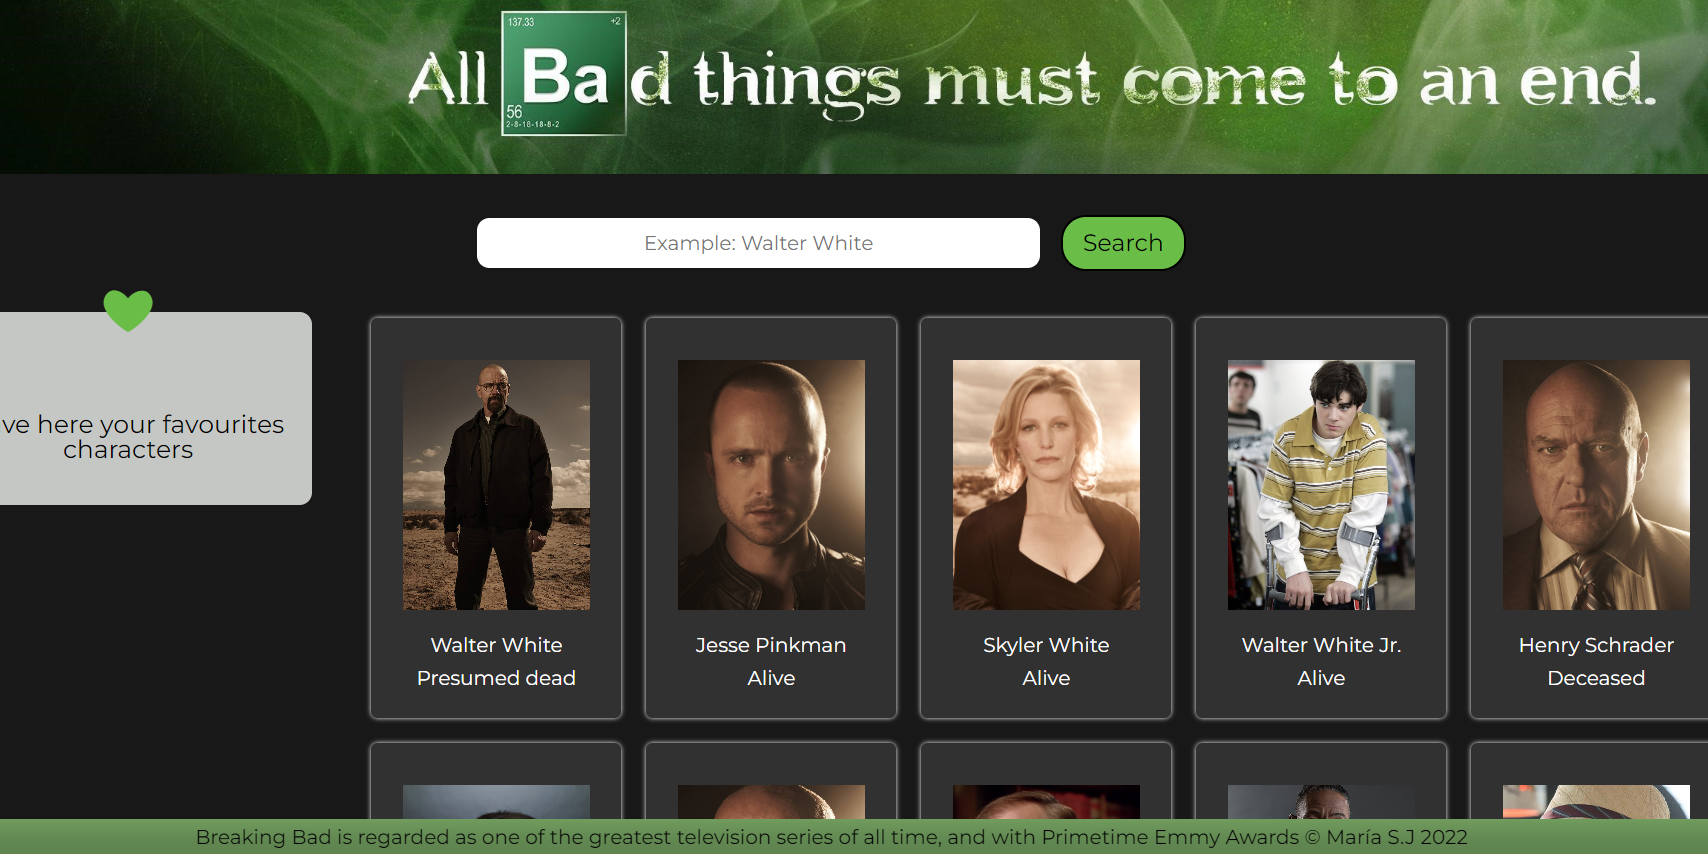 137.33 +2
All Bad things must come to an end.
56
2-8-18-18-8-2
Example: Walter White
Search
ve here your favourites
characters
Walter White
Presumed dead
Jesse Pinkman
Alive
Skyler White
Alive
Walter White Jr.
Alive
Henry Schrader
Deceased
Breaking Bad is regarded as one of the greatest television series of all time, and with Primetime Emmy Awards © María S.J 2022